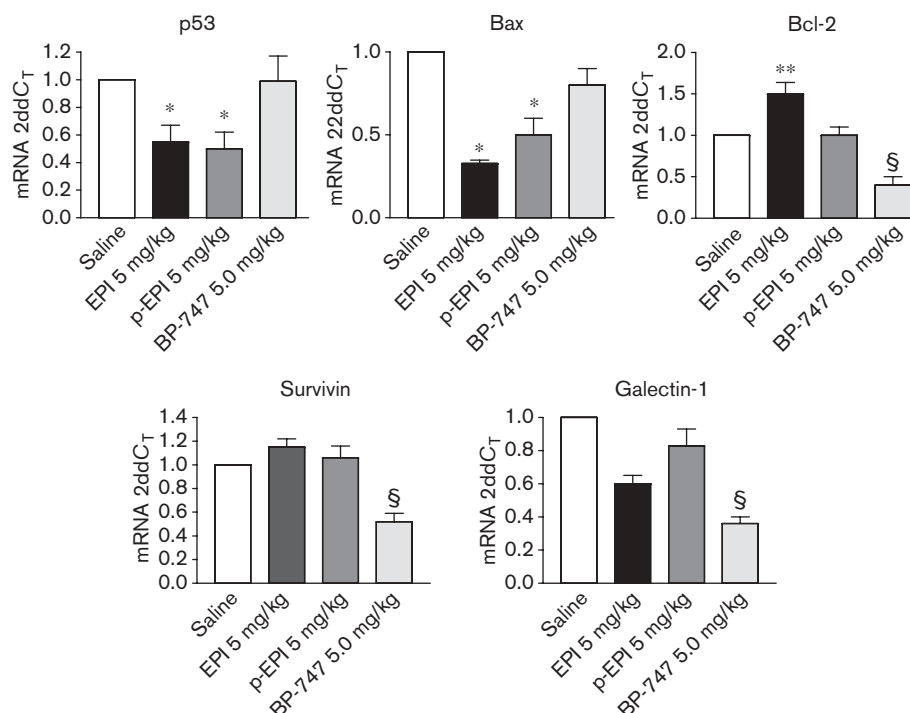 p53
mRNA 2ddCT
1.2
1.0
0.8
0.6
0.4
0.2
0.0
*
*
Saline
EPI 5 mg/kg
p-EPI 5 mg/kg
BP-747 5.0 mg/kg
Bax
mRNA 22ddCT
1.0
0.5
0.0
*
*
Saline
EPI 5 mg/kg
p-EPI 5 mg/kg
BP-747 5.0 mg/kg
Bcl-2
mRNA 2ddCT
2.0
1.5
1.0
0.5
0.0
**
§
Saline
EPI 5 mg/kg
p-EPI 5 mg/kg
BP-747 5.0 mg/kg
Survivin
mRNA 2ddCT
1.4
1.2
1.0
0.8
0.6
0.4
0.2
0.0
§
Saline
EPI 5 mg/kg
p-EPI 5 mg/kg
BP-747 5.0 mg/kg
Galectin-1
mRNA 2ddCT
1.0
0.8
0.6
0.4
0.2
0.0
§
Saline
EPI 5 mg/kg
p-EPI 5 mg/kg
BP-747 5.0 mg/kg